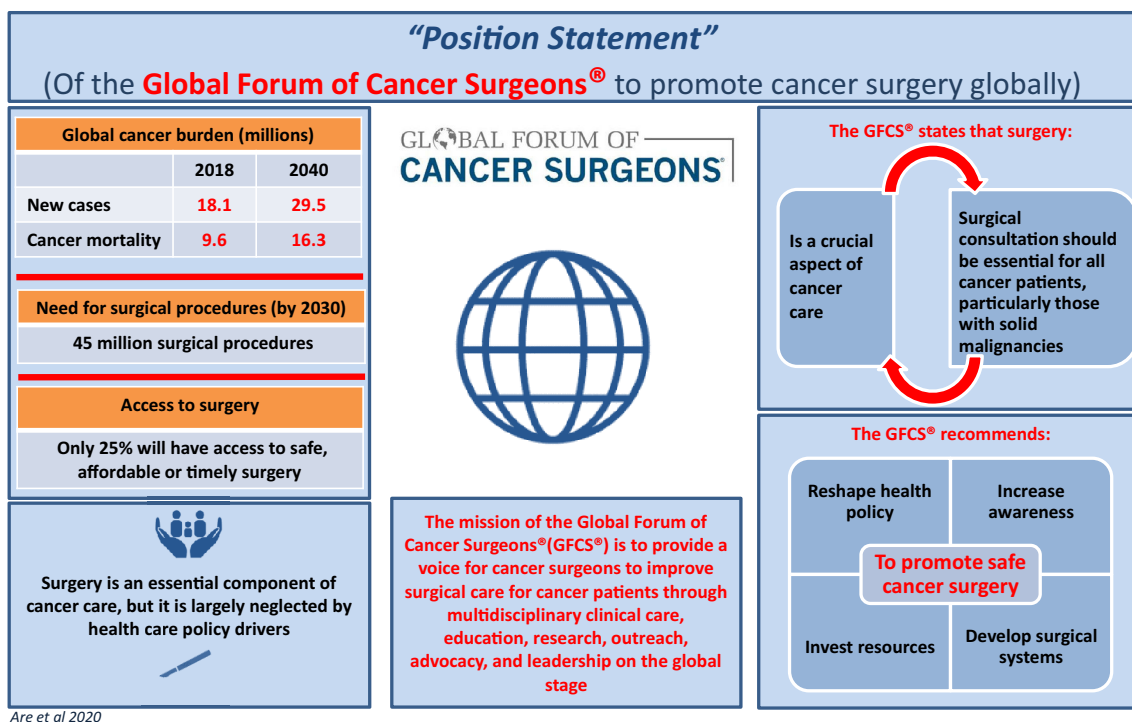 “Position Statement”
(Of the Global Forum of Cancer Surgeons® to promote cancer surgery globally)
Global cancer burden (millions)
2018 2040
New cases 18.1 29.5
Cancer mortality 9.6 16.3
Need for surgical procedures (by 2030)
45 million surgical procedures
Access to surgery
Only 25% will have access to safe,
affordable or timely surgery
Surgery is an essential component of
cancer care, but it is largely neglected by
health care policy drivers
GLOBAL FORUM OF
CANCER SURGEONS®
The mission of the Global Forum of
Cancer Surgeons®(GFCS®) is to provide a
voice for cancer surgeons to improve
surgical care for cancer patients through
multidisciplinary clinical care,
education, research, outreach,
advocacy, and leadership on the global
stage
The GFCS® states that surgery:
Is a crucial
aspect of
cancer
care
Surgical
consultation should
be essential for all
cancer patients,
particularly those
with solid
malignancies
The GFCS® recommends:
Reshape health
policy
Increase
awareness
To promote safe
cancer surgery
Invest resources
Develop surgical
systems
Are et al 2020